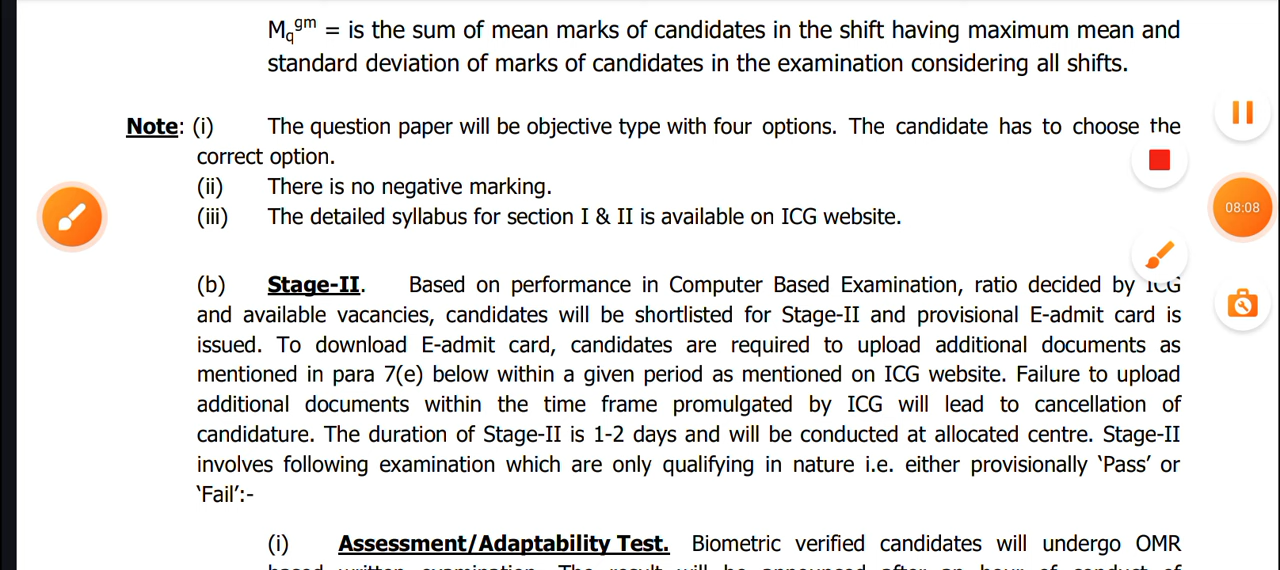 M_q^gm = is the sum of mean marks of candidates in the shift having maximum mean and
standard deviation of marks of candidates in the examination considering all shifts.
Note: (i) The question paper will be objective type with four options. The candidate has to choose the
correct option.
(ii) There is no negative marking.
(iii) The detailed syllabus for section I & II is available on ICG website.
08:08
(b) Stage-II. Based on performance in Computer Based Examination, ratio decided by ICG
and available vacancies, candidates will be shortlisted for Stage-II and provisional E-admit card is
issued. To download E-admit card, candidates are required to upload additional documents as
mentioned in para 7(e) below within a given period as mentioned on ICG website. Failure to upload
additional documents within the time frame promulgated by ICG will lead to cancellation of
candidature. The duration of Stage-II is 1-2 days and will be conducted at allocated centre. Stage-II
involves following examination which are only qualifying in nature i.e. either provisionally ‘Pass’ or
‘Fail’:-
(i) Assessment/Adaptability Test. Biometric verified candidates will undergo OMR